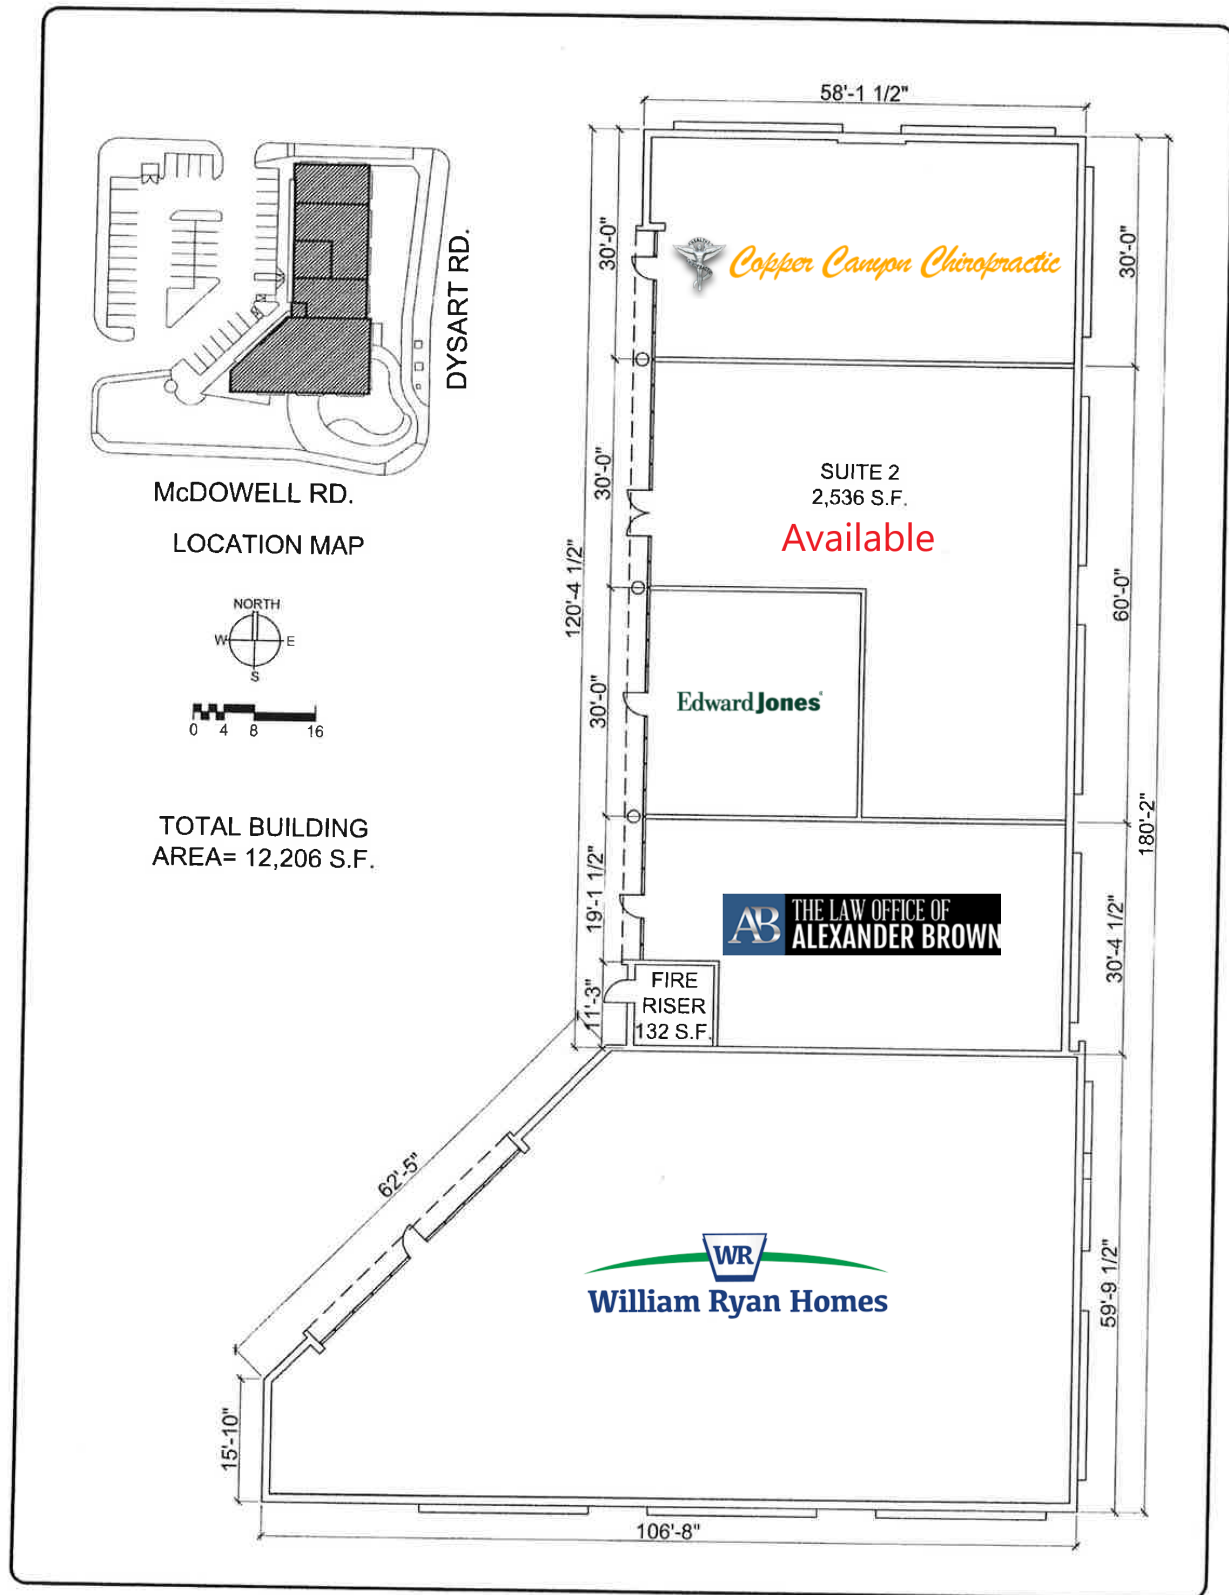 58'-1 1/2"
30'-0"
Copper Canyon Chiropractic
30'-0"
DYSART RD.
McDOWELL RD.
LOCATION MAP
30'-0"
SUITE 2
2,536 S.F.
Available
120'-4 1/2"
60'-0"
NORTH
W
E
S
0 4 8 16
30'-0"
Edward Jones
TOTAL BUILDING
AREA= 12,206 S.F.
180'-2"
19'-1 1/2"
AB THE LAW OFFICE OF
ALEXANDER BROWN
30'-4 1/2"
11'-3"
FIRE
RISER
132 S.F.
62'-5"
WR
William Ryan Homes
59'-9 1/2"
15'-10"
106'-8"